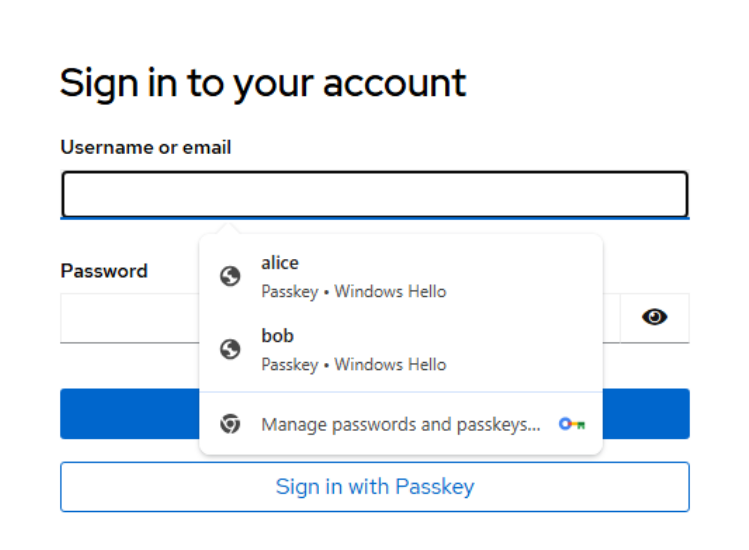 Sign in to your account
Username or email
Password
alice
Passkey • Windows Hello
bob
Passkey • Windows Hello
Manage passwords and passkeys...
Sign in with Passkey